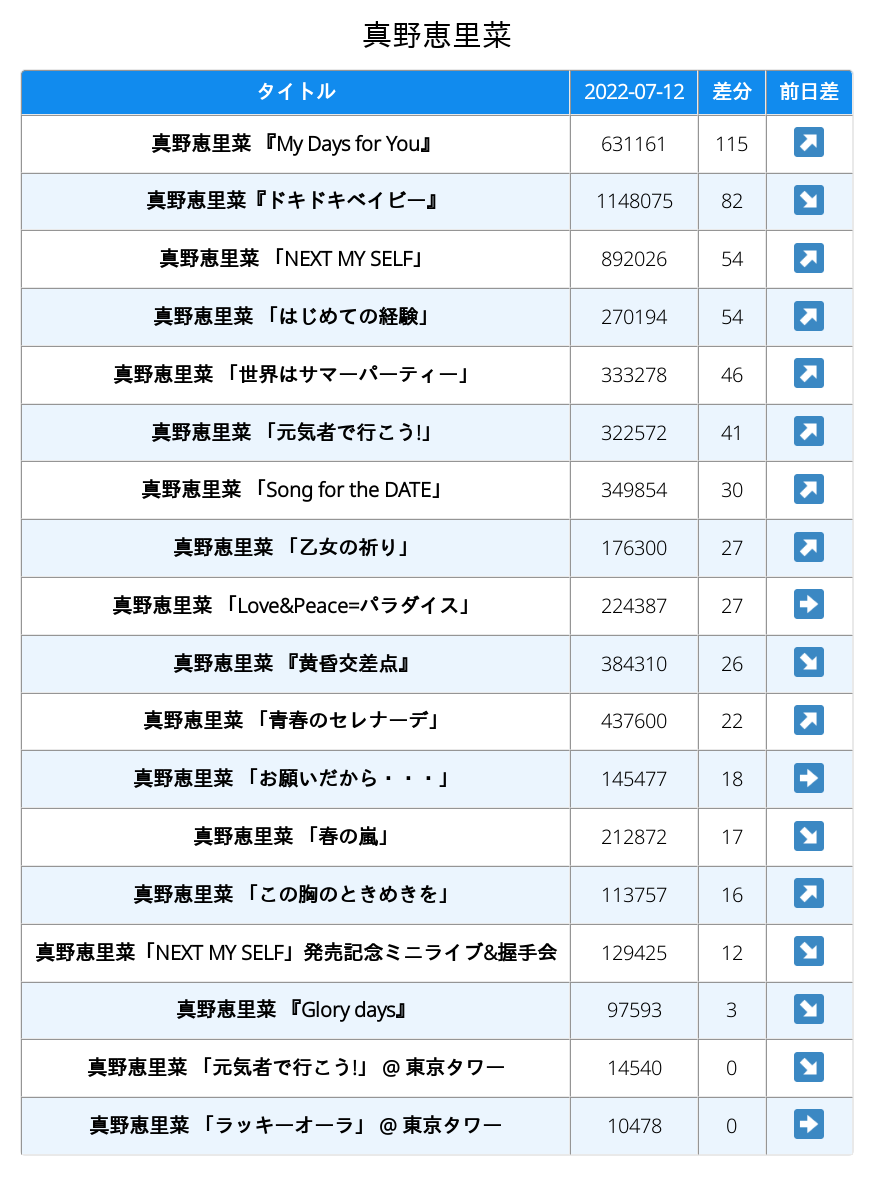 真野恵里菜
タイトル 2022-07-12 差分 前日差
真野恵里菜 『My Days for You』 631161 115 ↗
真野恵里菜『ドキドキベイビー』 1148075 82 ↘
真野恵里菜 「NEXT MY SELF」 892026 54 ↗
真野恵里菜 「はじめての経験」 270194 54 ↗
真野恵里菜 「世界はサマーパーティー」 333278 46 ↗
真野恵里菜 「元気者で行こう!」 322572 41 ↗
真野恵里菜 「Song for the DATE」 349854 30 ↗
真野恵里菜 「乙女の祈り」 176300 27 ↗
真野恵里菜 「Love&Peace=パラダイス」 224387 27 ➡
真野恵里菜 『黄昏交差点』 384310 26 ↘
真野恵里菜 「青春のセレナーデ」 437600 22 ↗
真野恵里菜 「お願いだから・・・」 145477 18 ➡
真野恵里菜 「春の嵐」 212872 17 ↘
真野恵里菜 「この胸のときめきを」 113757 16 ↗
真野恵里菜「NEXT MY SELF」発売記念ミニライブ&握手会 129425 12 ↘
真野恵里菜 『Glory days』 97593 3 ↘
真野恵里菜 「元気者で行こう!」 @ 東京タワー 14540 0 ↘
真野恵里菜 「ラッキーオーラ」 @ 東京タワー 10478 0 ➡